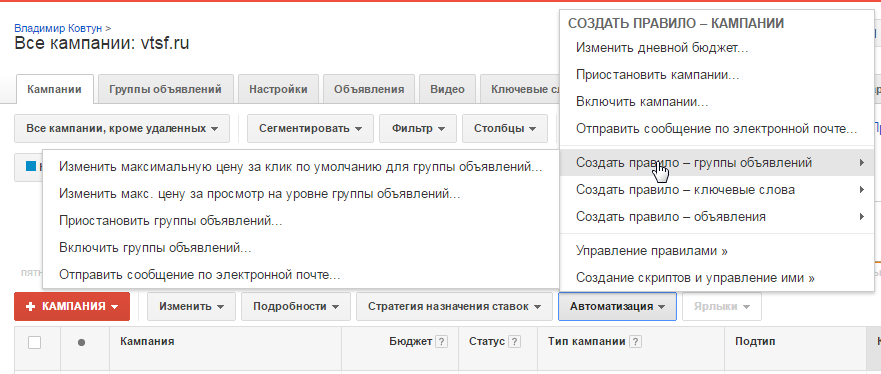 Владимир Ковтун >
Все кампании: vtsf.ru
Кампании
Группы объявлений
Настройки
Объявления
Видео
Ключевые
Все кампании, кроме удаленных
Сегментировать
Фильтр
Столбцы
СОЗДАТЬ ПРАВИЛО – КАМПАНИИ
Изменить дневной бюджет...
Приостановить кампании...
Включить кампании...
Отправить сообщение по электронной почте...
Создать правило – группы объявлений
Создать правило – ключевые слова
Создать правило – объявления
Управление правилами »
Создание скриптов и управление ими »
Изменить максимальную цену за клик по умолчанию для группы объявлений...
Изменить макс. цену за просмотр на уровне группы объявлений...
Приостановить группы объявлений...
Включить группы объявлений...
Отправить сообщение по электронной почте...
+ КАМПАНИЯ
Изменить
Подробности
Стратегия назначения ставок
Автоматизация
Ярлыки
Кампания
Бюджет ?
Статус ?
Тип кампании ?
Подтип